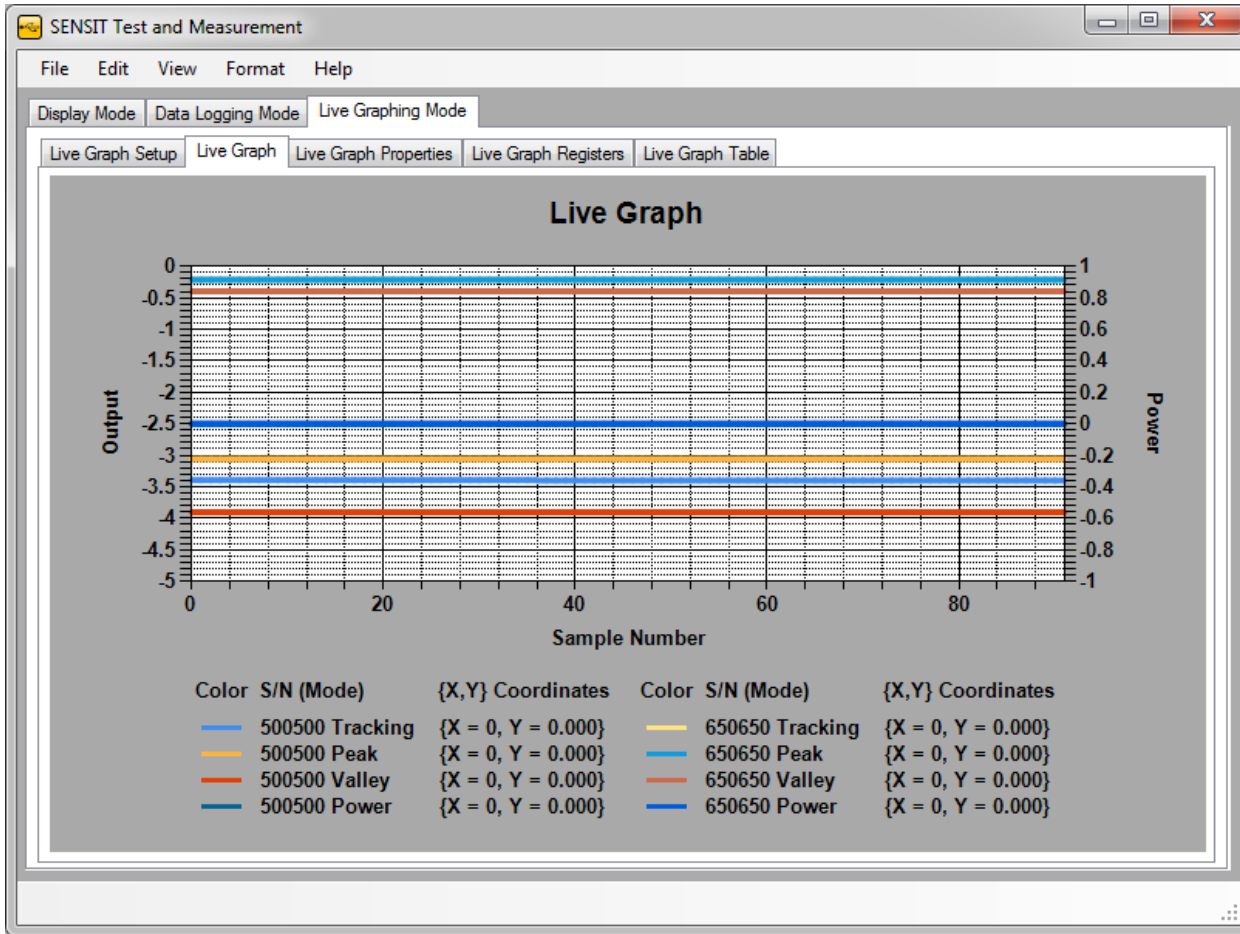 SENSIT Test and Measurement
File Edit View Format Help
Display Mode Data Logging Mode Live Graphing Mode
Live Graph Setup Live Graph Live Graph Properties Live Graph Registers Live Graph Table
Live Graph
0 1
-0.5 0.8
-1 0.6
-1.5 0.4
-2 0.2
-2.5 0
-3 -0.2
-3.5 -0.4
-4 -0.6
-4.5 -0.8
-5 -1
Output
Power
0 20 40 60 80
Sample Number
Color S/N (Mode) {X,Y} Coordinates Color S/N (Mode) {X,Y} Coordinates
500500 Tracking {X = 0, Y = 0.000} 650650 Tracking {X = 0, Y = 0.000}
500500 Peak {X = 0, Y = 0.000} 650650 Peak {X = 0, Y = 0.000}
500500 Valley {X = 0, Y = 0.000} 650650 Valley {X = 0, Y = 0.000}
500500 Power {X = 0, Y = 0.000} 650650 Power {X = 0, Y = 0.000}